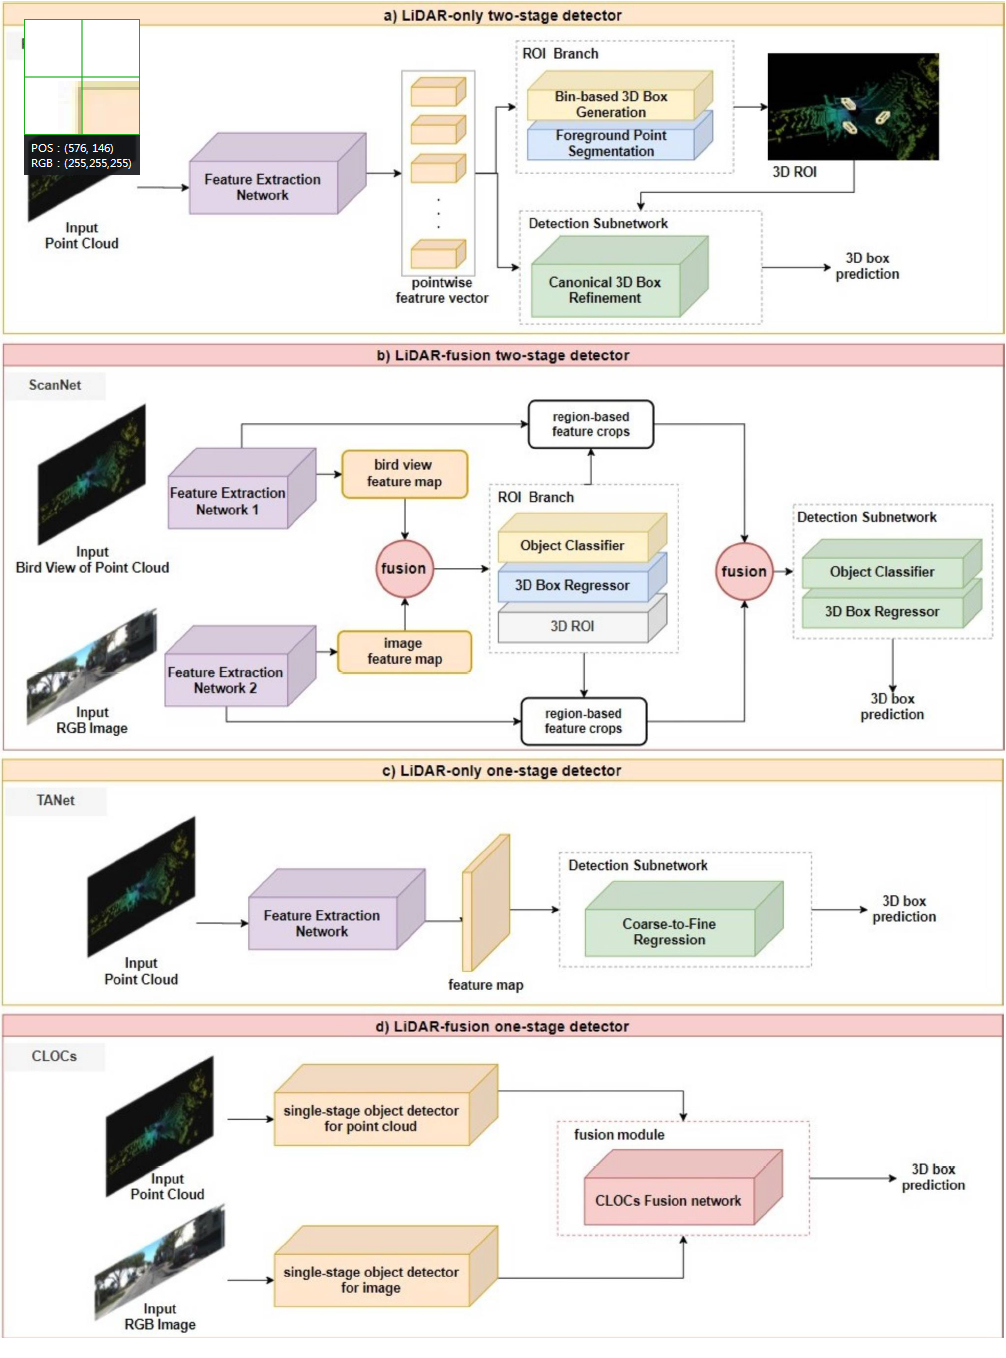 a) LiDAR-only two-stage detector
POS : (576, 146)
RGB : (255,255,255)
Input
Point Cloud
Feature Extraction
Network
pointwise
featrure vector
ROI Branch
Bin-based 3D Box
Generation
Foreground Point
Segmentation
3D ROI
Detection Subnetwork
Canonical 3D Box
Refinement
3D box
prediction
b) LiDAR-fusion two-stage detector
ScanNet
Input
Bird View of Point Cloud
Feature Extraction
Network 1
bird view
feature map
fusion
image
feature map
Input
RGB Image
Feature Extraction
Network 2
region-based
feature crops
ROI Branch
Object Classifier
3D Box Regressor
3D ROI
region-based
feature crops
fusion
Detection Subnetwork
Object Classifier
3D Box Regressor
3D box
prediction
c) LiDAR-only one-stage detector
TANet
Input
Point Cloud
Feature Extraction
Network
feature map
Detection Subnetwork
Coarse-to-Fine
Regression
3D box
prediction
d) LiDAR-fusion one-stage detector
CLOCs
Input
Point Cloud
single-stage object detector
for point cloud
Input
RGB Image
single-stage object detector
for image
fusion module
CLOCs Fusion network
3D box
prediction